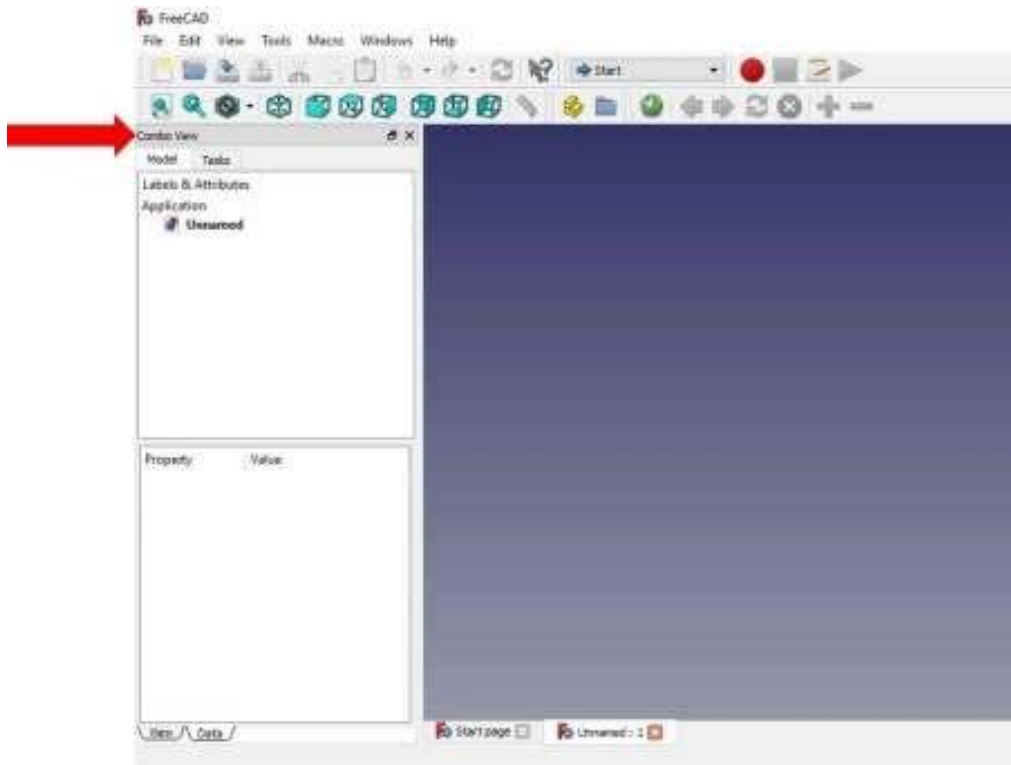 FreeCAD
File Edit View Tools Macro Windows Help
Start
Combo View
Model Tasks
Labels & Attributes
Application
Unnamed
Property Value
View Data
Start page Unnamed : 1